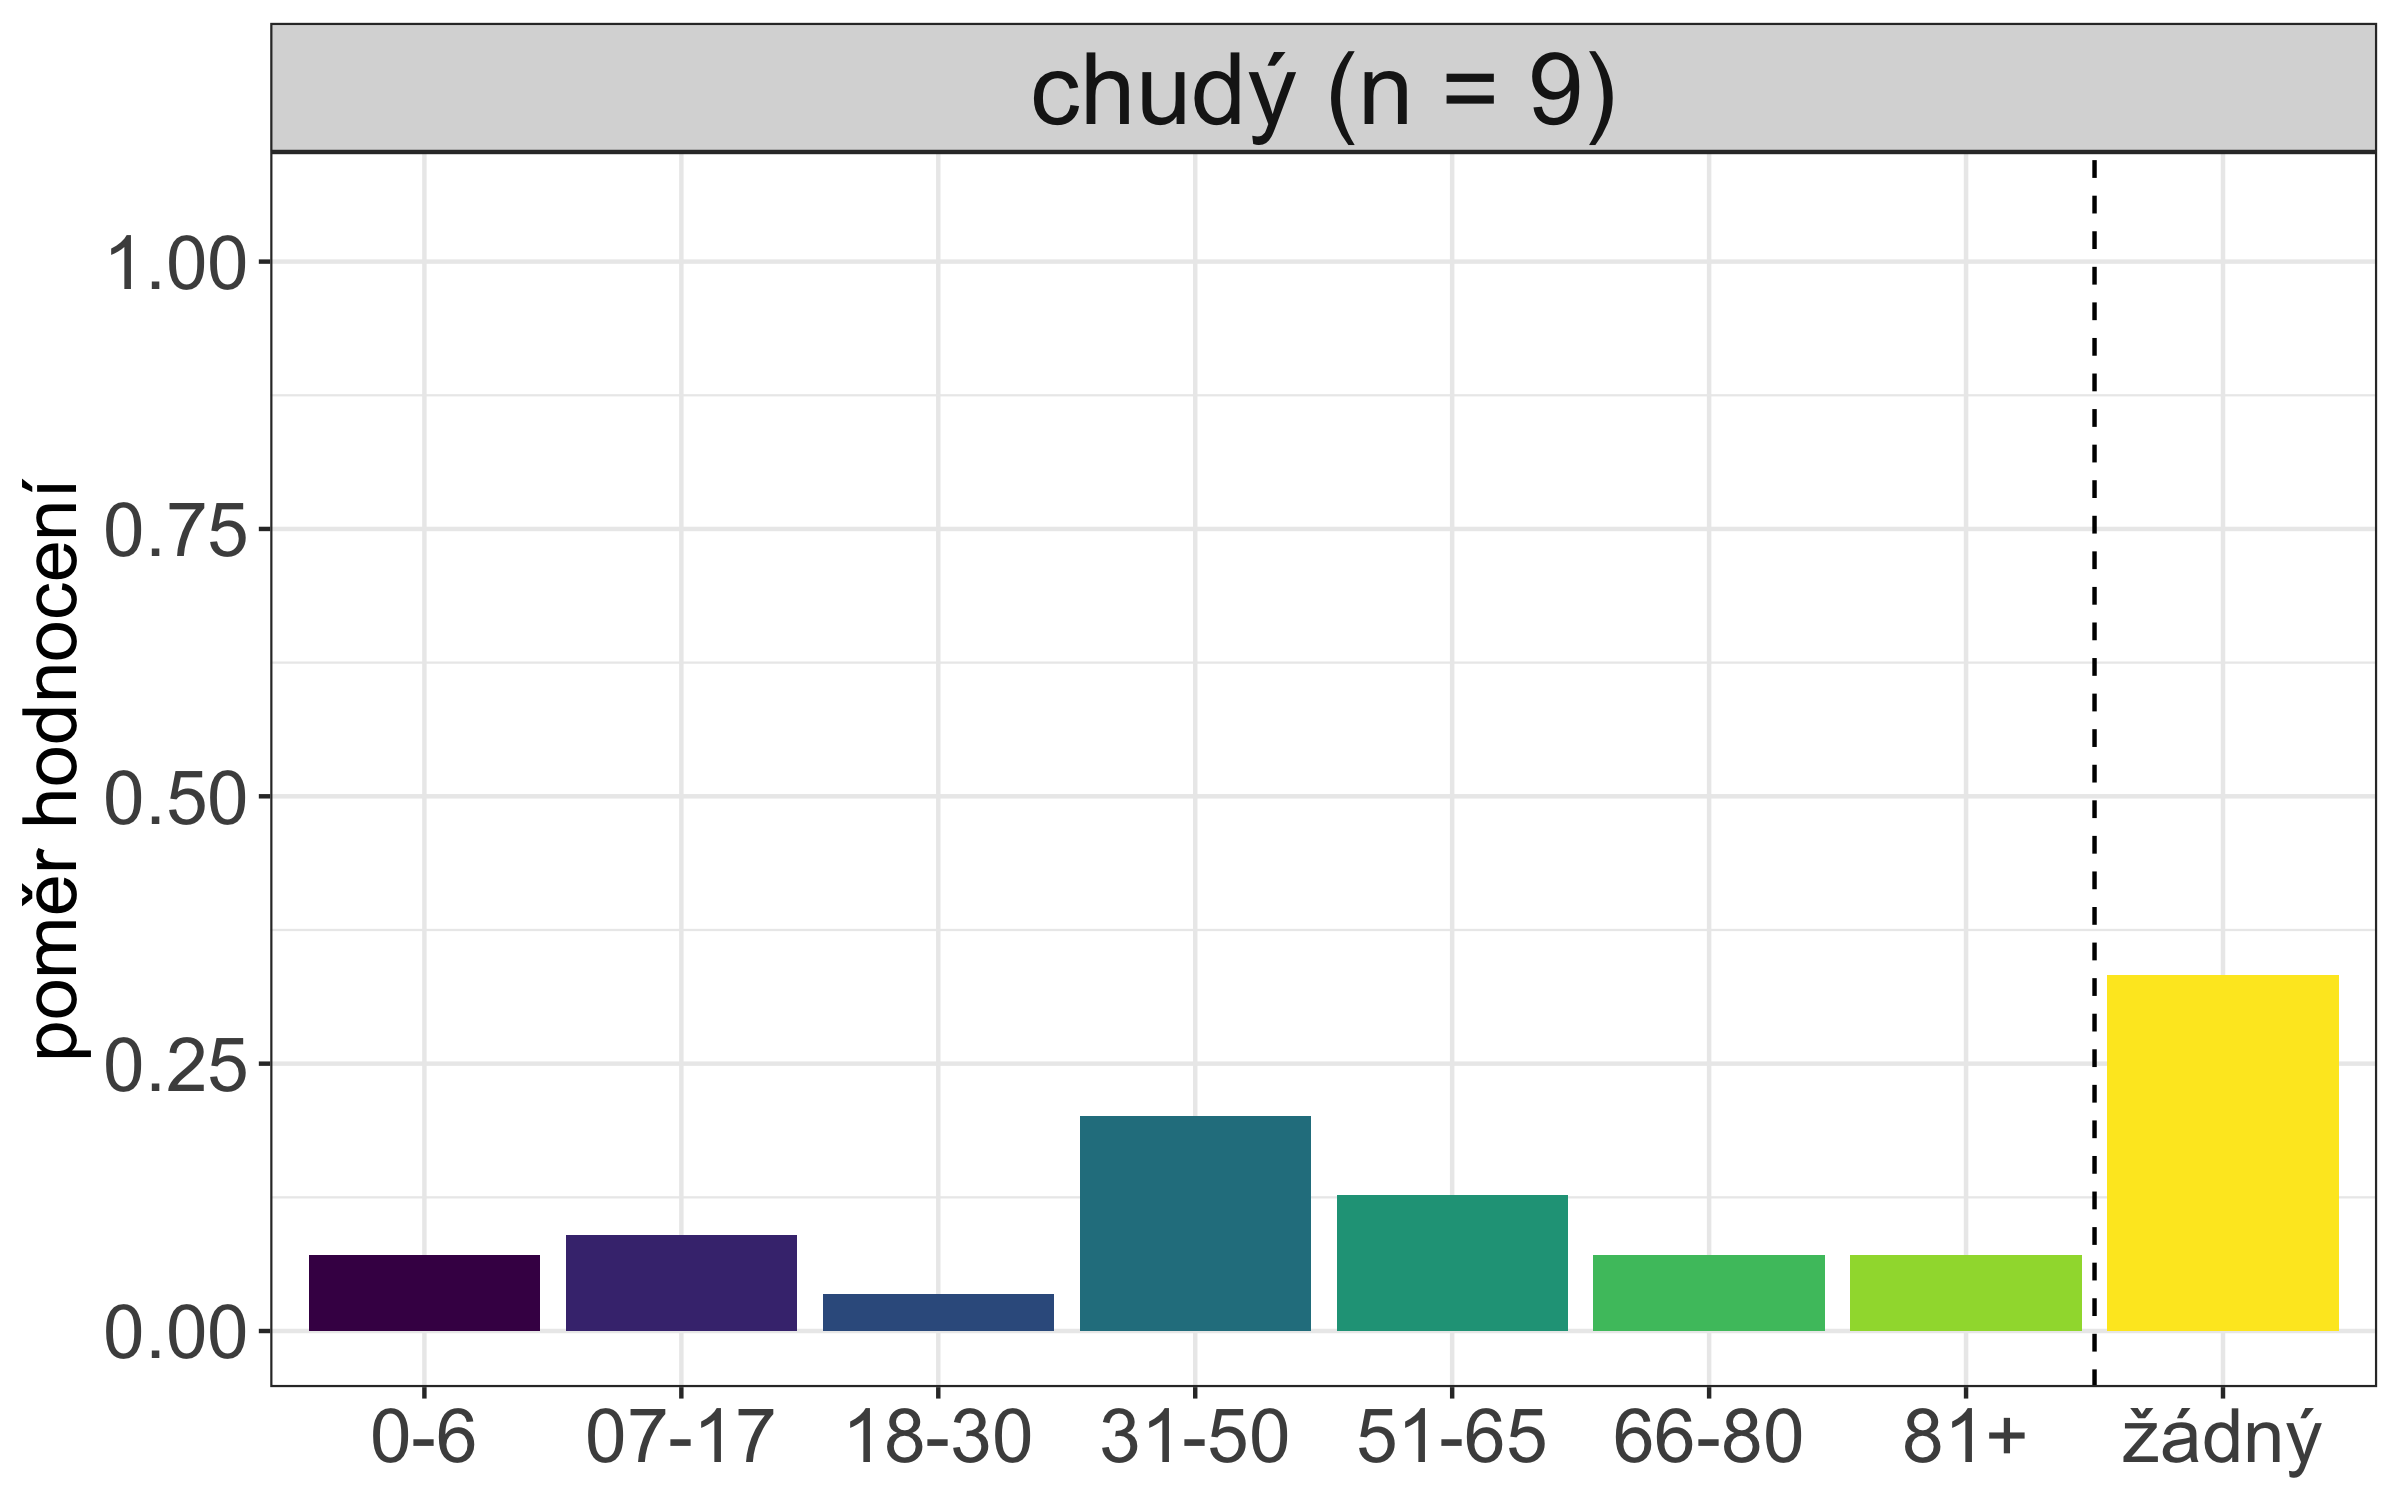 chudý (n = 9)
poměr hodnocení
1.00
0.75
0.50
0.25
0.00
0-6 07-17 18-30 31-50 51-65 66-80 81+ žádný